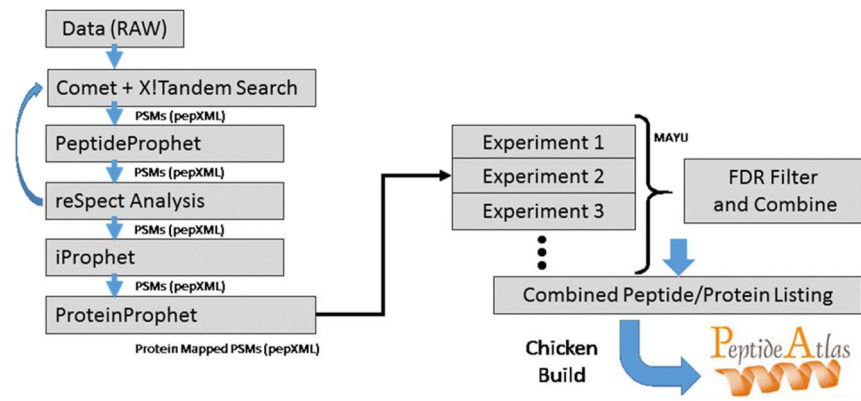 Data (RAW)
Comet + X!Tandem Search
PSMs (pepXML)
PeptideProphet
PSMs (pepXML)
reSpect Analysis
PSMs (pepXML)
iProphet
PSMs (pepXML)
ProteinProphet
Protein Mapped PSMs (pepXML)
Experiment 1
Experiment 2
Experiment 3
MAYU
FDR Filter
and Combine
Combined Peptide/Protein Listing
Chicken
Build
PeptideAtlas